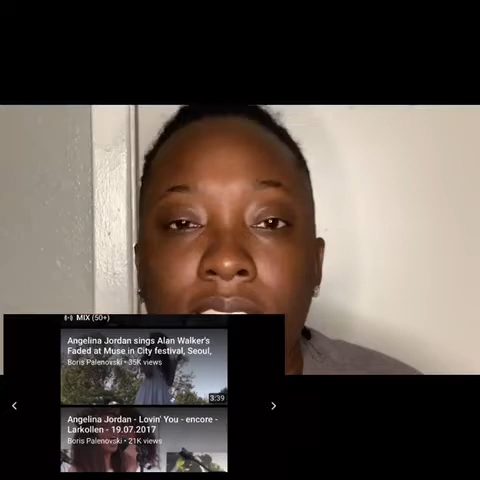 MIX (50+)
Angelina Jordan sings Alan Walker's
Faded at Muse in City festival, Seoul,
Boris Palenovski • 35K views
3:39
Angelina Jordan - Lovin' You - encore -
Larkollen - 19.07.2017
Boris Palenovski • 21K views